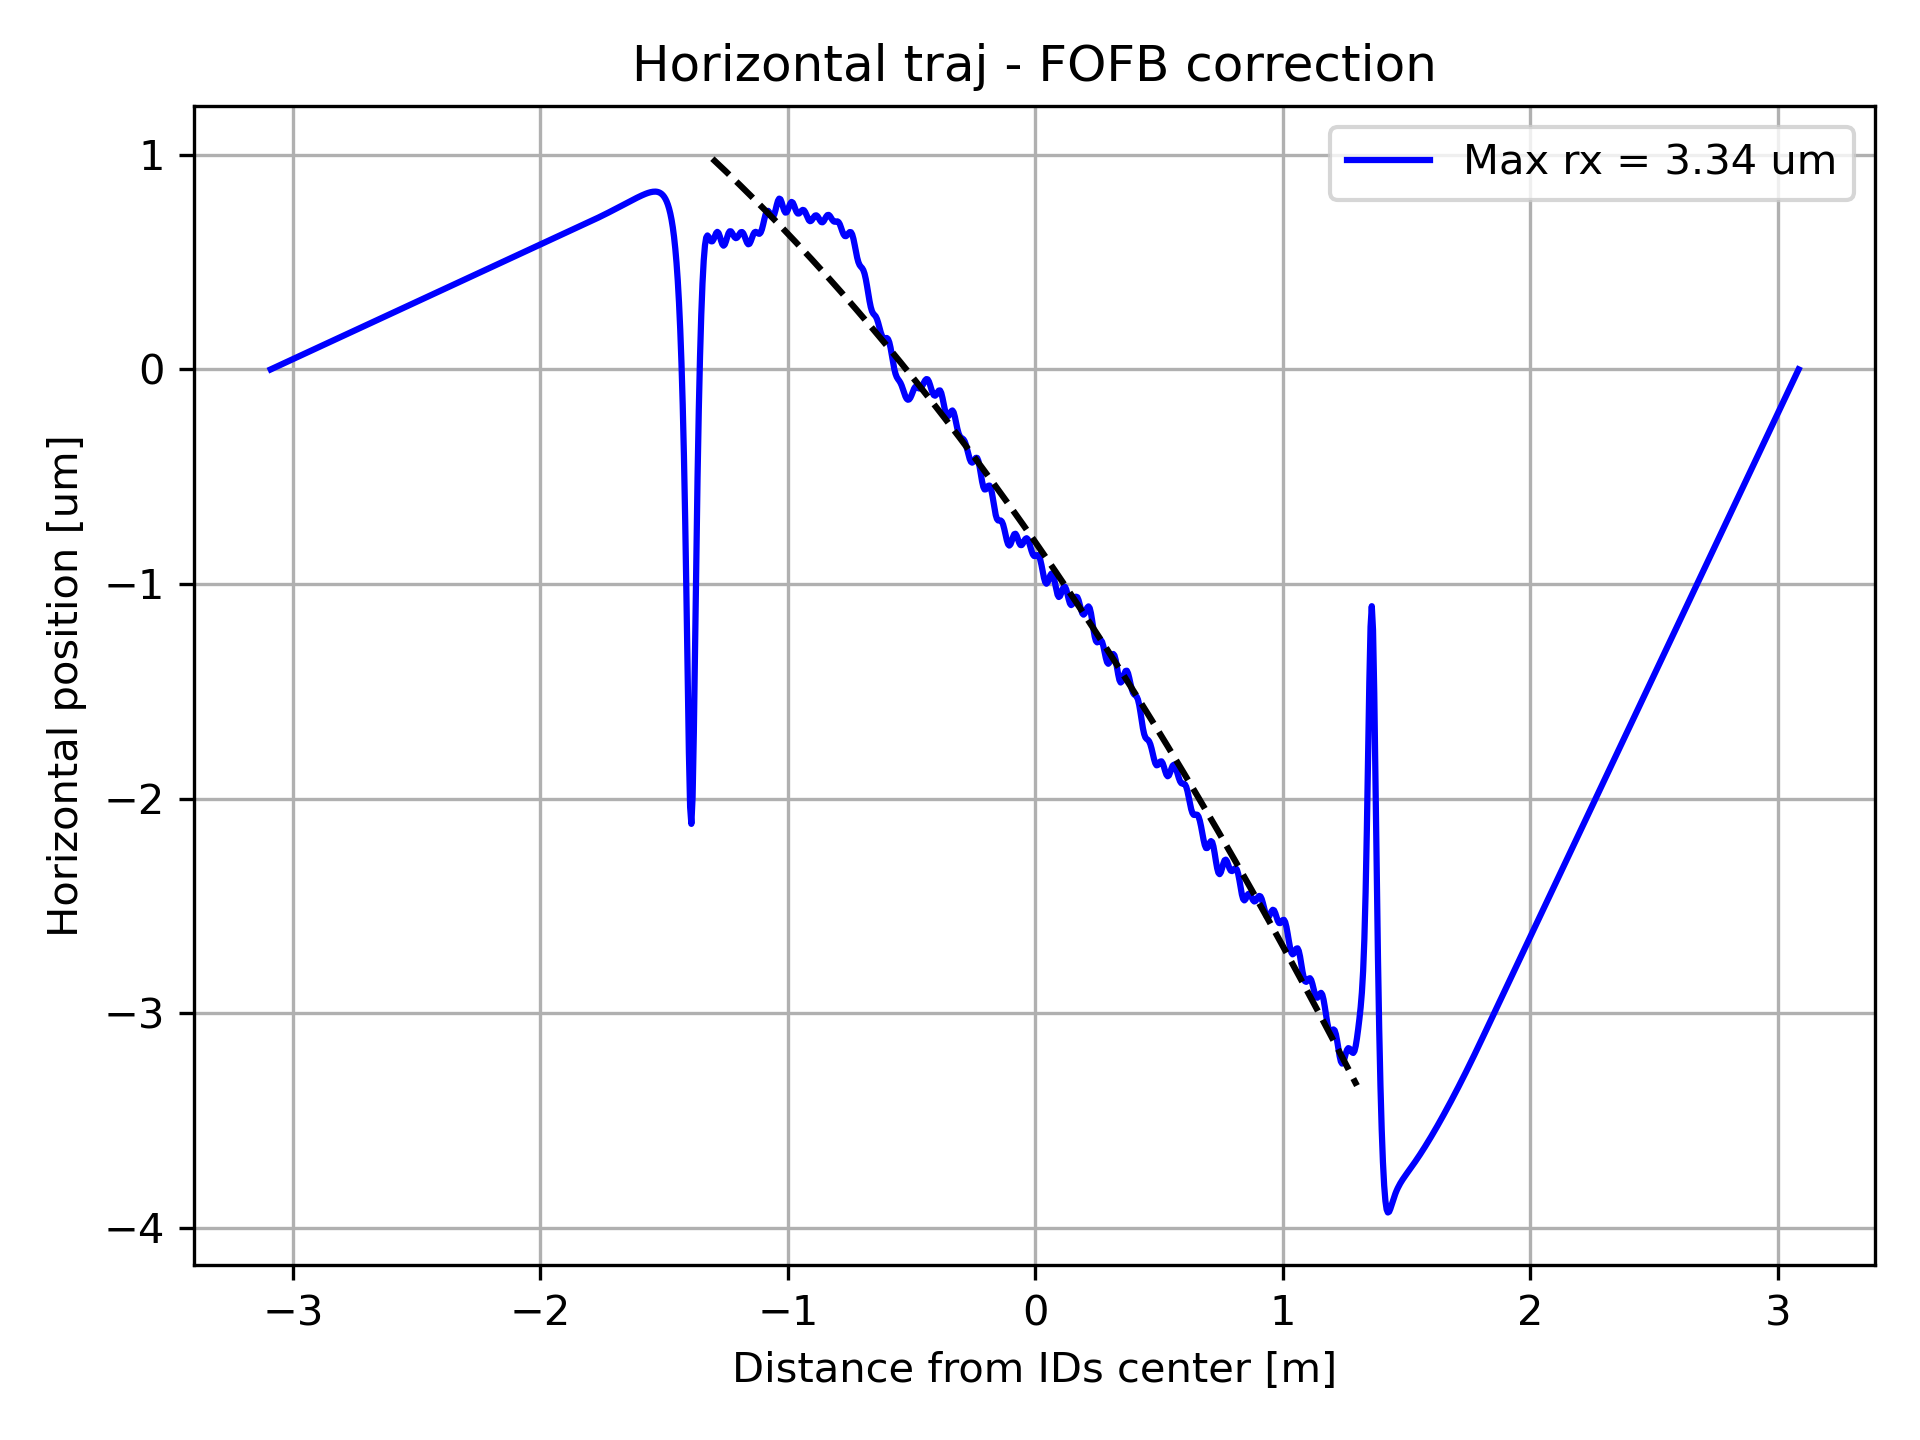 Horizontal traj - FOFB correction
Max rx = 3.34 um
Horizontal position [um]
1
0
−1
−2
−3
−4
−3 −2 −1 0 1 2 3
Distance from IDs center [m]